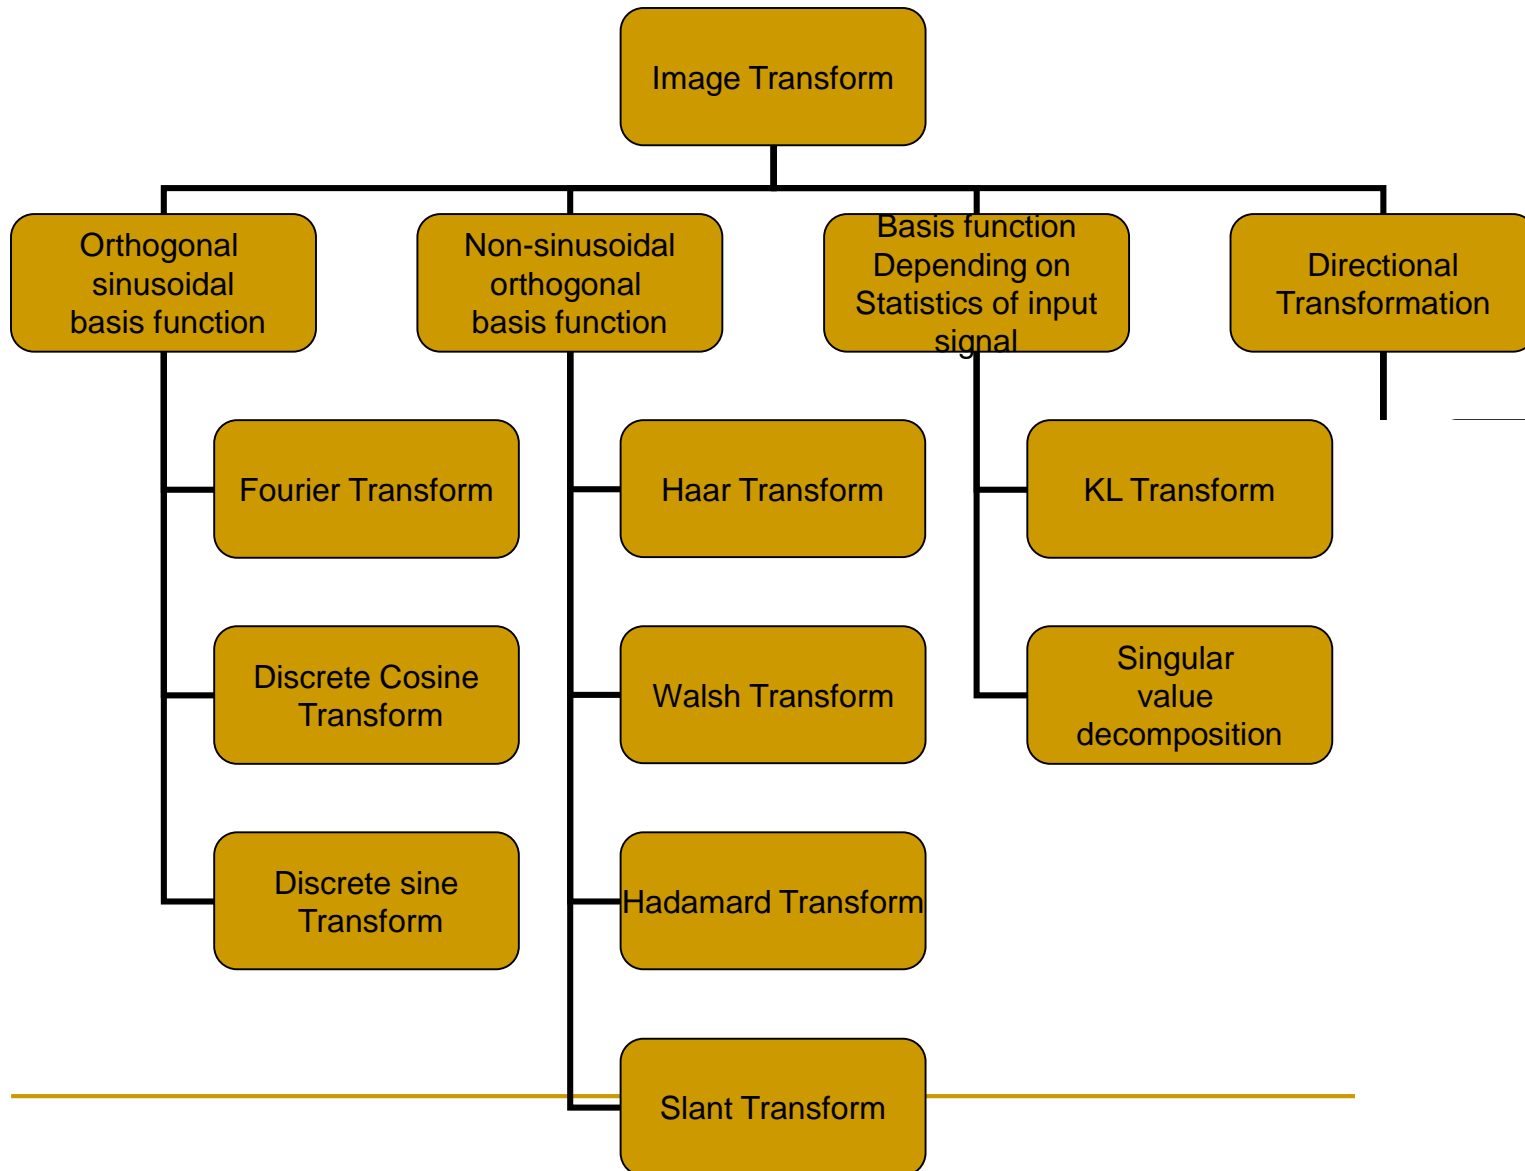 Image Transform
Orthogonal
sinusoidal
basis function
Non-sinusoidal
orthogonal
basis function
Basis function
Depending on
Statistics of input
signal
Directional
Transformation
Fourier Transform
Haar Transform
KL Transform
Discrete Cosine
Transform
Walsh Transform
Singular
value
decomposition
Discrete sine
Transform
Hadamard Transform
Slant Transform